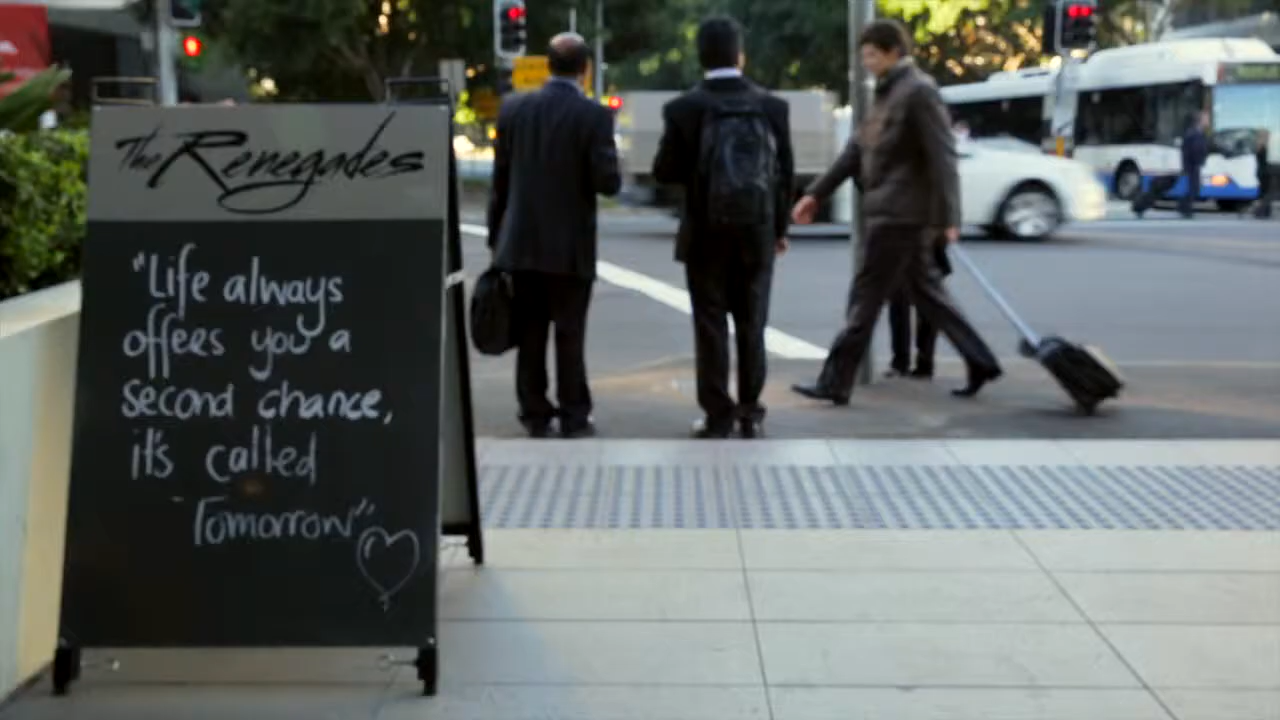 The Renegades
"Life always
offers you a
second chance,
it's called
Tomorrow"